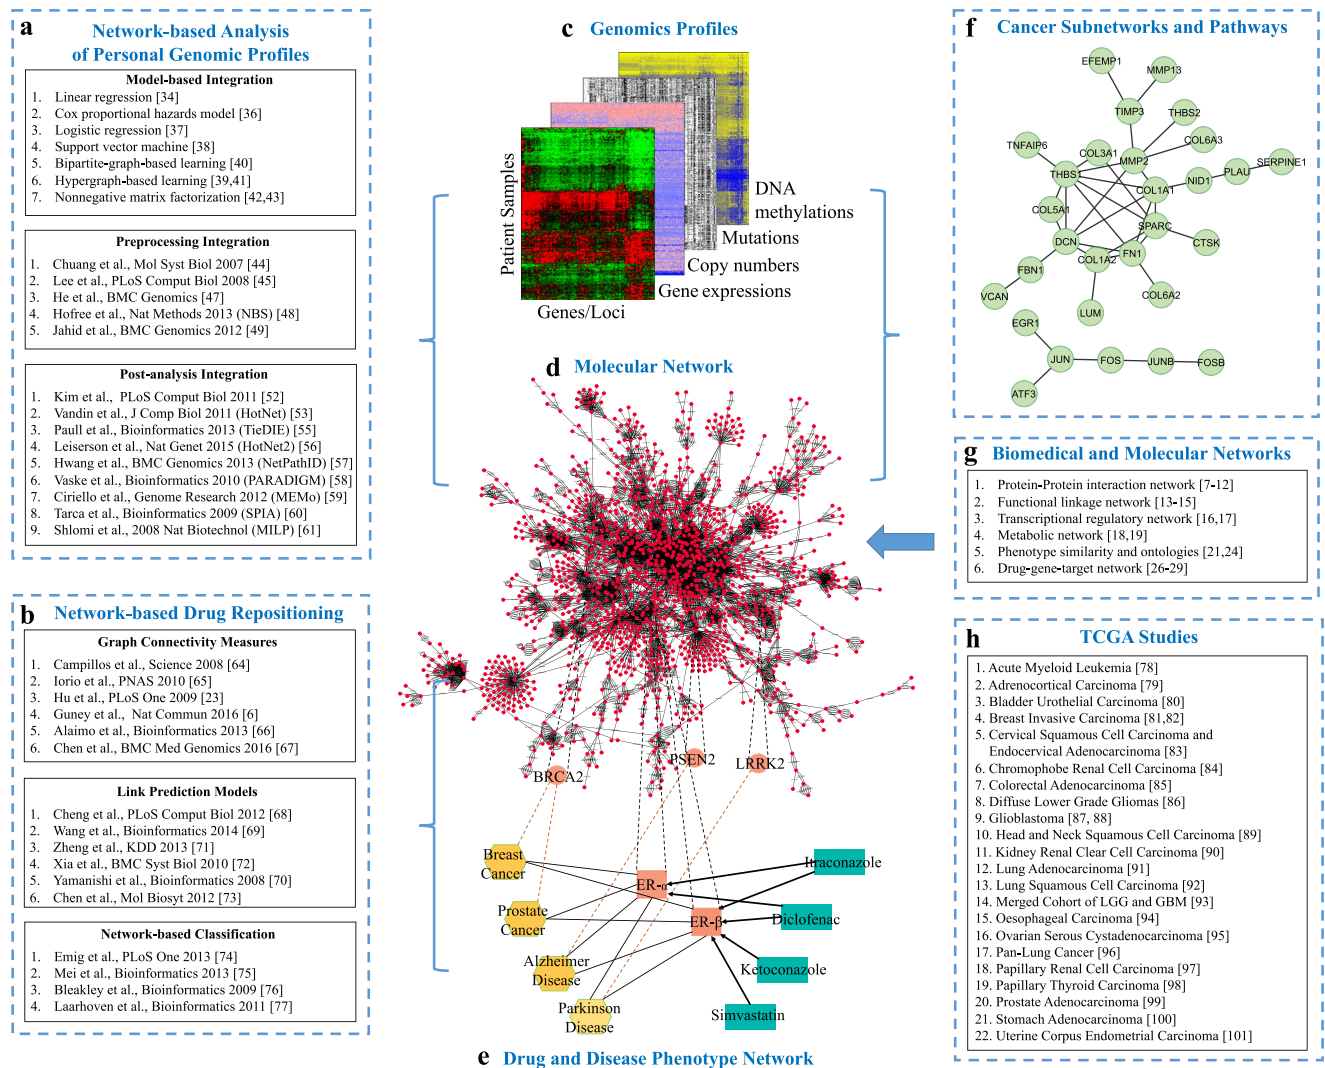 a
Network-based Analysis
of Personal Genomic Profiles
Model-based Integration
1. Linear regression [34]
2. Cox proportional hazards model [36]
3. Logistic regression [37]
4. Support vector machine [38]
5. Bipartite-graph-based learning [40]
6. Hypergraph-based learning [39,41]
7. Nonnegative matrix factorization [42,43]
Preprocessing Integration
1. Chuang et al., Mol Syst Biol 2007 [44]
2. Lee et al., PLoS Comput Biol 2008 [45]
3. He et al., BMC Genomics [47]
4. Hofree et al., Nat Methods 2013 (NBS) [48]
5. Jahid et al., BMC Genomics 2012 [49]
Post-analysis Integration
1. Kim et al., PLoS Comput Biol 2011 [52]
2. Vandin et al., J Comp Biol 2011 (HotNet) [53]
3. Paull et al., Bioinformatics 2013 (TieDIE) [55]
4. Leiserson et al., Nat Genet 2015 (HotNet2) [56]
5. Hwang et al., BMC Genomics 2013 (NetPathID) [57]
6. Vaske et al., Bioinformatics 2010 (PARADIGM) [58]
7. Ciriello et al., Genome Research 2012 (MEMo) [59]
8. Tarca et al., Bioinformatics 2009 (SPIA) [60]
9. Shlomi et al., 2008 Nat Biotechnol (MILP) [61]
b
Network-based Drug Repositioning
Graph Connectivity Measures
1. Campillos et al., Science 2008 [64]
2. Iorio et al., PNAS 2010 [65]
3. Hu et al., PLoS One 2009 [23]
4. Guney et al., Nat Commun 2016 [6]
5. Alaimo et al., Bioinformatics 2013 [66]
6. Chen et al., BMC Med Genomics 2016 [67]
Link Prediction Models
1. Cheng et al., PLoS Comput Biol 2012 [68]
2. Wang et al., Bioinformatics 2014 [69]
3. Zheng et al., KDD 2013 [71]
4. Xia et al., BMC Syst Biol 2010 [72]
5. Yamanishi et al., Bioinformatics 2008 [70]
6. Chen et al., Mol Biosyt 2012 [73]
Network-based Classification
1. Emig et al., PLoS One 2013 [74]
2. Mei et al., Bioinformatics 2013 [75]
3. Bleakley et al., Bioinformatics 2009 [76]
4. Laarhoven et al., Bioinformatics 2011 [77]
c
Genomics Profiles
Patient Samples
DNA
methylations
Mutations
Copy numbers
Gene expressions
Genes/Loci
d
Molecular Network
BRCA2
PSEN2
LRRK2
Breast
Cancer
Prostate
Cancer
Alzheimer
Disease
Parkinson
Disease
ER-α
ER-β
Itraconazole
Diclofenac
Ketoconazole
Simvastatin
e
Drug and Disease Phenotype Network
f
Cancer Subnetworks and Pathways
EFEMP1
MMP13
TIMP3
THBS2
TNFAIP6
COL3A1
MMP2
COL6A3
SERPINE1
THBS1
COL1A1
NID1
PLAU
COL5A1
SPARC
DCN
CTSK
FN1
COL1A2
FBN1
VCAN
COL6A2
LUM
EGR1
JUN
FOS
JUNB
FOSB
ATF3
g
Biomedical and Molecular Networks
1. Protein-Protein interaction network [7-12]
2. Functional linkage network [13-15]
3. Transcriptional regulatory network [16,17]
4. Metabolic network [18,19]
5. Phenotype similarity and ontologies [21,24]
6. Drug-gene-target network [26-29]
h
TCGA Studies
1. Acute Myeloid Leukemia [78]
2. Adrenocortical Carcinoma [79]
3. Bladder Urothelial Carcinoma [80]
4. Breast Invasive Carcinoma [81,82]
5. Cervical Squamous Cell Carcinoma and
Endocervical Adenocarcinoma [83]
6. Chromophobe Renal Cell Carcinoma [84]
7. Colorectal Adenocarcinoma [85]
8. Diffuse Lower Grade Gliomas [86]
9. Glioblastoma [87, 88]
10. Head and Neck Squamous Cell Carcinoma [89]
11. Kidney Renal Clear Cell Carcinoma [90]
12. Lung Adenocarcinoma [91]
13. Lung Squamous Cell Carcinoma [92]
14. Merged Cohort of LGG and GBM [93]
15. Oesophageal Carcinoma [94]
16. Ovarian Serous Cystadenocarcinoma [95]
17. Pan-Lung Cancer [96]
18. Papillary Renal Cell Carcinoma [97]
19. Papillary Thyroid Carcinoma [98]
20. Prostate Adenocarcinoma [99]
21. Stomach Adenocarcinoma [100]
22. Uterine Corpus Endometrial Carcinoma [101]